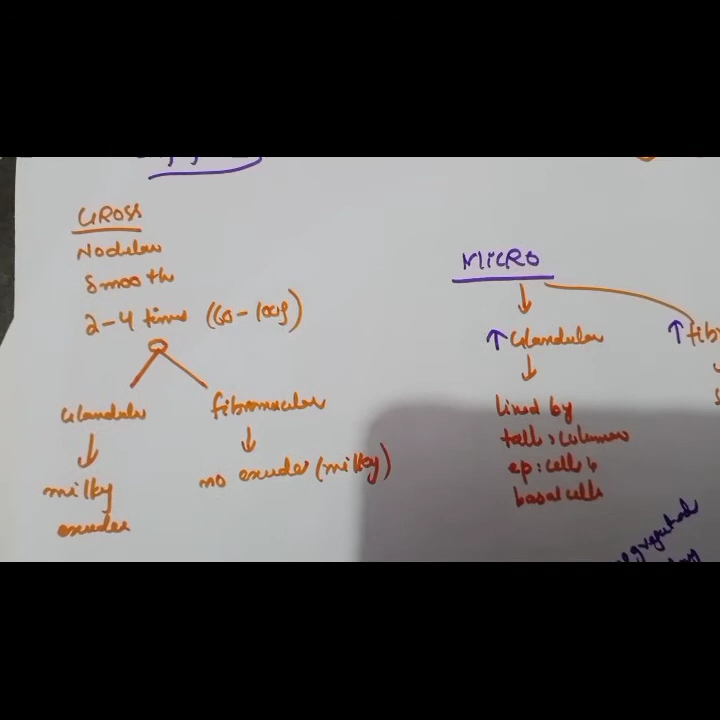 GROSS
Nodular
Smooth
2-4 times (60-100g)
Glandular
milky
exudes
fibromuscular
no exudes (milky)
MICRO
↑ Glandular
lined by
tall; columnar
ep: cells &
basal cells
↑ fib